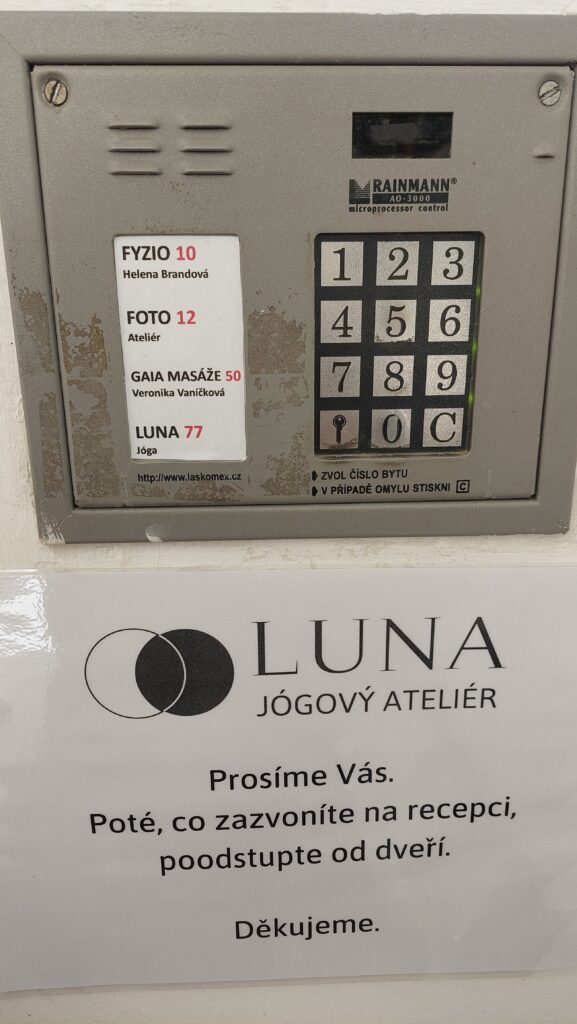 RAINMANN®
AO-3000
microprocessor control
FYZIO 10
Helena Brandová
FOTO 12
Ateliér
GAIA MASÁŽE 50
Veronika Vaníčková
LUNA 77
Jóga
http://www.laskomex.cz
1 2 3
4 5 6
7 8 9
0 C
ZVOL ČÍSLO BYTU
V PŘÍPADĚ OMYLU STISKNI C
LUNA
JÓGOVÝ ATELIÉR
Prosíme Vás.
Poté, co zazvoníte na recepci,
poodstupte od dveří.
Děkujeme.